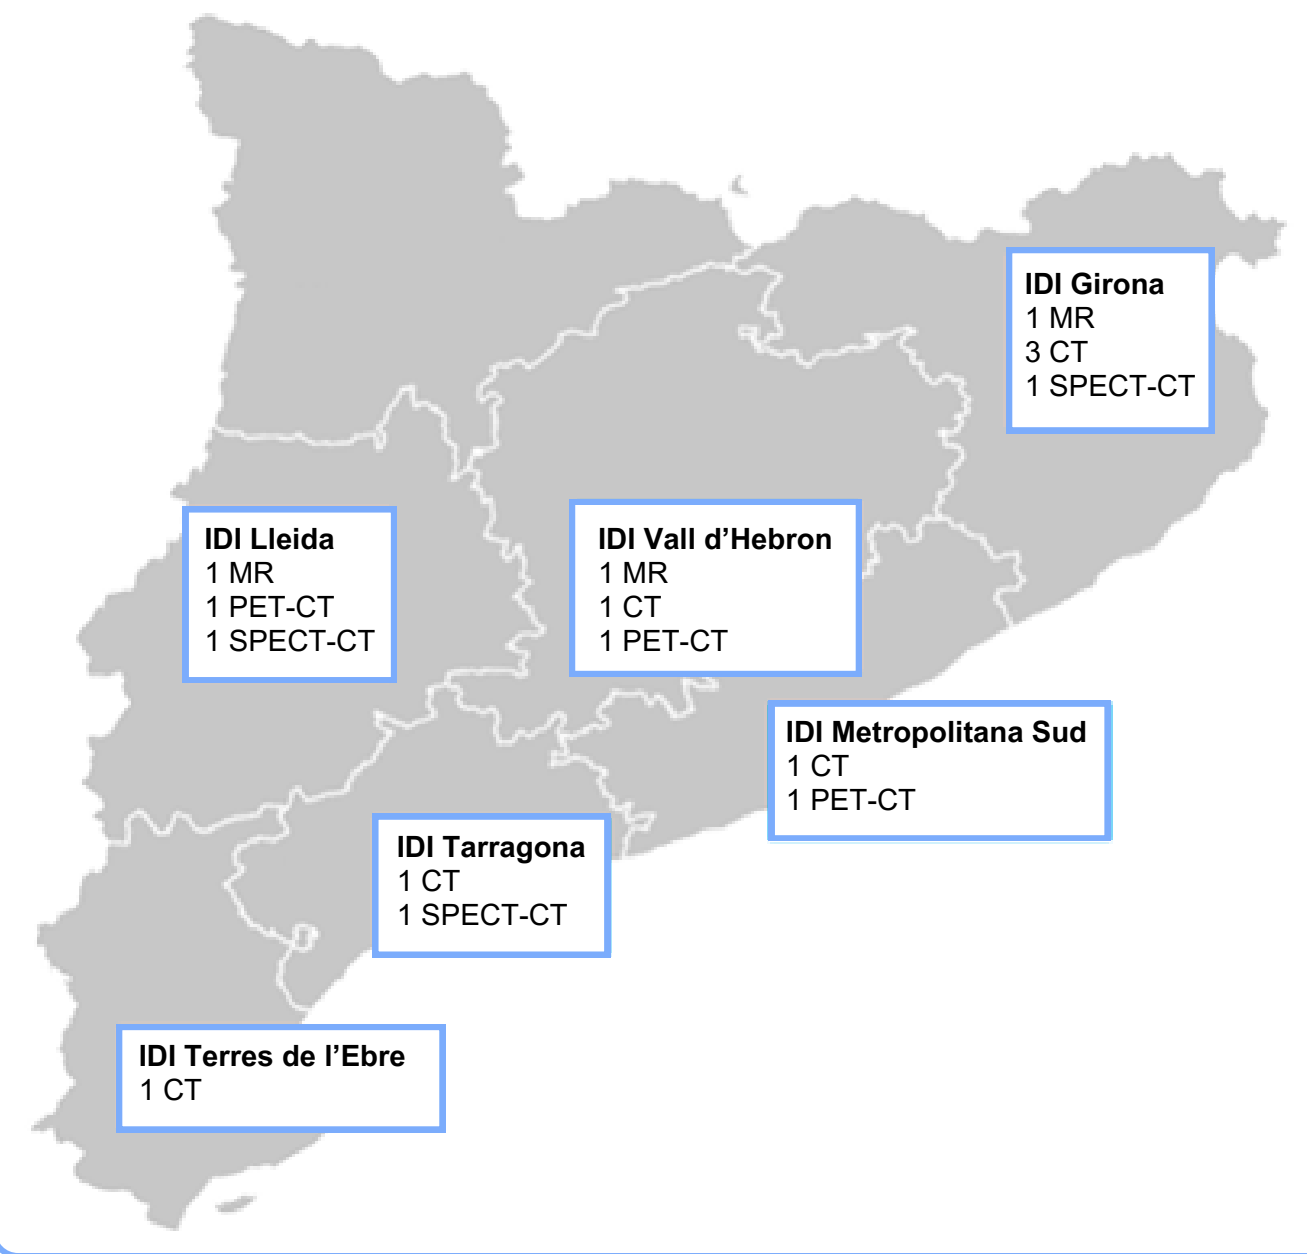 IDI Girona
1 MR
3 CT
1 SPECT-CT
IDI Lleida
1 MR
1 PET-CT
1 SPECT-CT
IDI Vall d’Hebron
1 MR
1 CT
1 PET-CT
IDI Metropolitana Sud
1 CT
1 PET-CT
IDI Tarragona
1 CT
1 SPECT-CT
IDI Terres de l’Ebre
1 CT